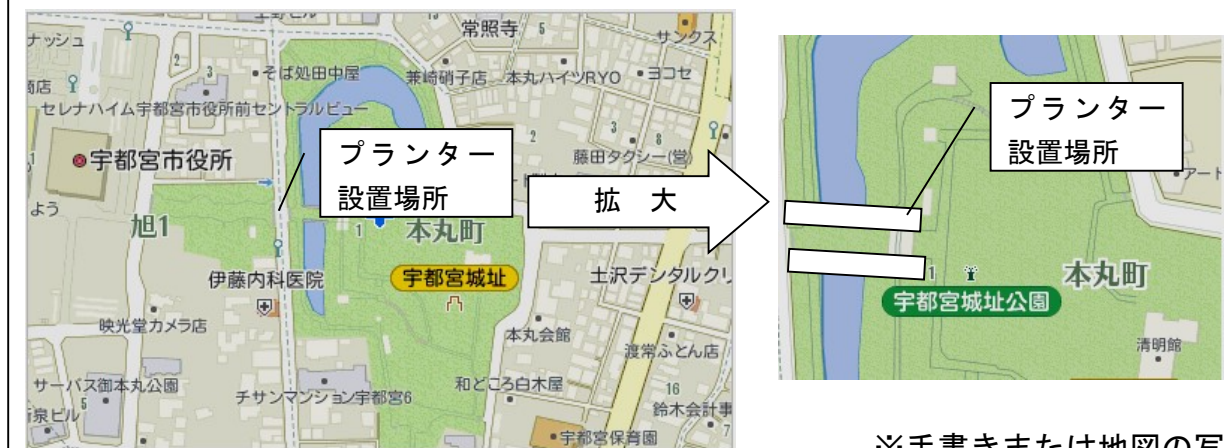 常照寺
サンクス
ナッシュ
そば処田中屋
兼崎硝子店
本丸ハイツRYO
ヨコセ
セレナハイム宇都宮市役所前セントラルビュー
宇都宮市役所
プランター
設置場所
藤田タクシー(営)
拡 大
よう
旭1
本丸町
伊藤内科医院
宇都宮城址
土沢デンタルクリ
映光堂カメラ店
本丸会館
渡常ふとん店
サーパス御本丸公園
チサンマンション宇都宮6
和どころ白木屋
鈴木会計事
泉ビル
宇都宮保育園
プランター
設置場所
アート
本丸町
宇都宮城址公園
清明館
※手書きまたは地図の写